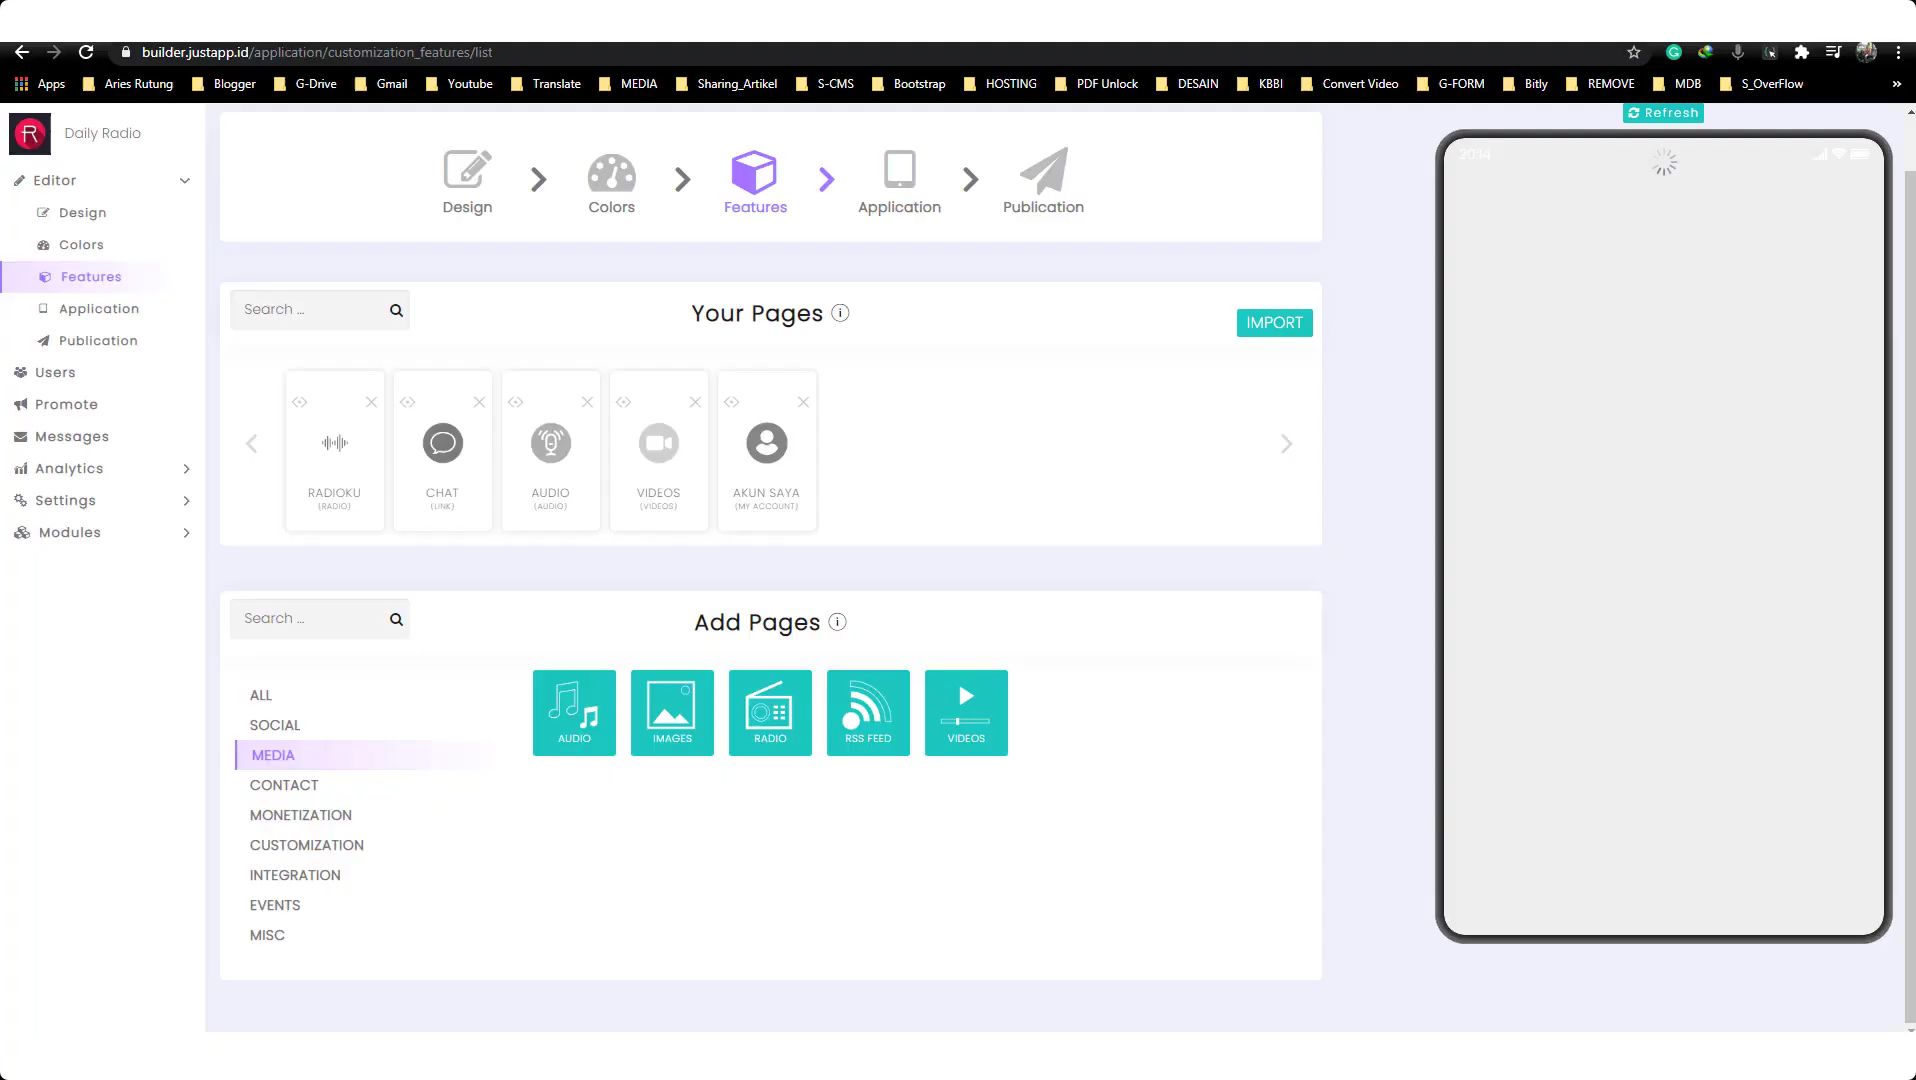 builder.justapp.id/application/customization_features/list
Apps Aries Rutung Blogger G-Drive Gmail Youtube Translate MEDIA Sharing_Artikel S-CMS Bootstrap HOSTING PDF Unlock DESAIN KBBI Convert Video G-FORM Bitly REMOVE MDB S_OverFlow »
R Daily Radio
Refresh
Editor
Design
Colors
Features
Application
Publication
Users
Promote
Messages
Analytics
Settings
Modules
Design Colors Features Application Publication
Search ...
Your Pages
IMPORT
RADIOKU CHAT AUDIO VIDEOS AKUN SAYA
(RADIO) (LINK) (AUDIO) (VIDEOS) (MY ACCOUNT)
Search ...
Add Pages
ALL
SOCIAL
MEDIA
CONTACT
MONETIZATION
CUSTOMIZATION
INTEGRATION
EVENTS
MISC
AUDIO IMAGES RADIO RSS FEED VIDEOS